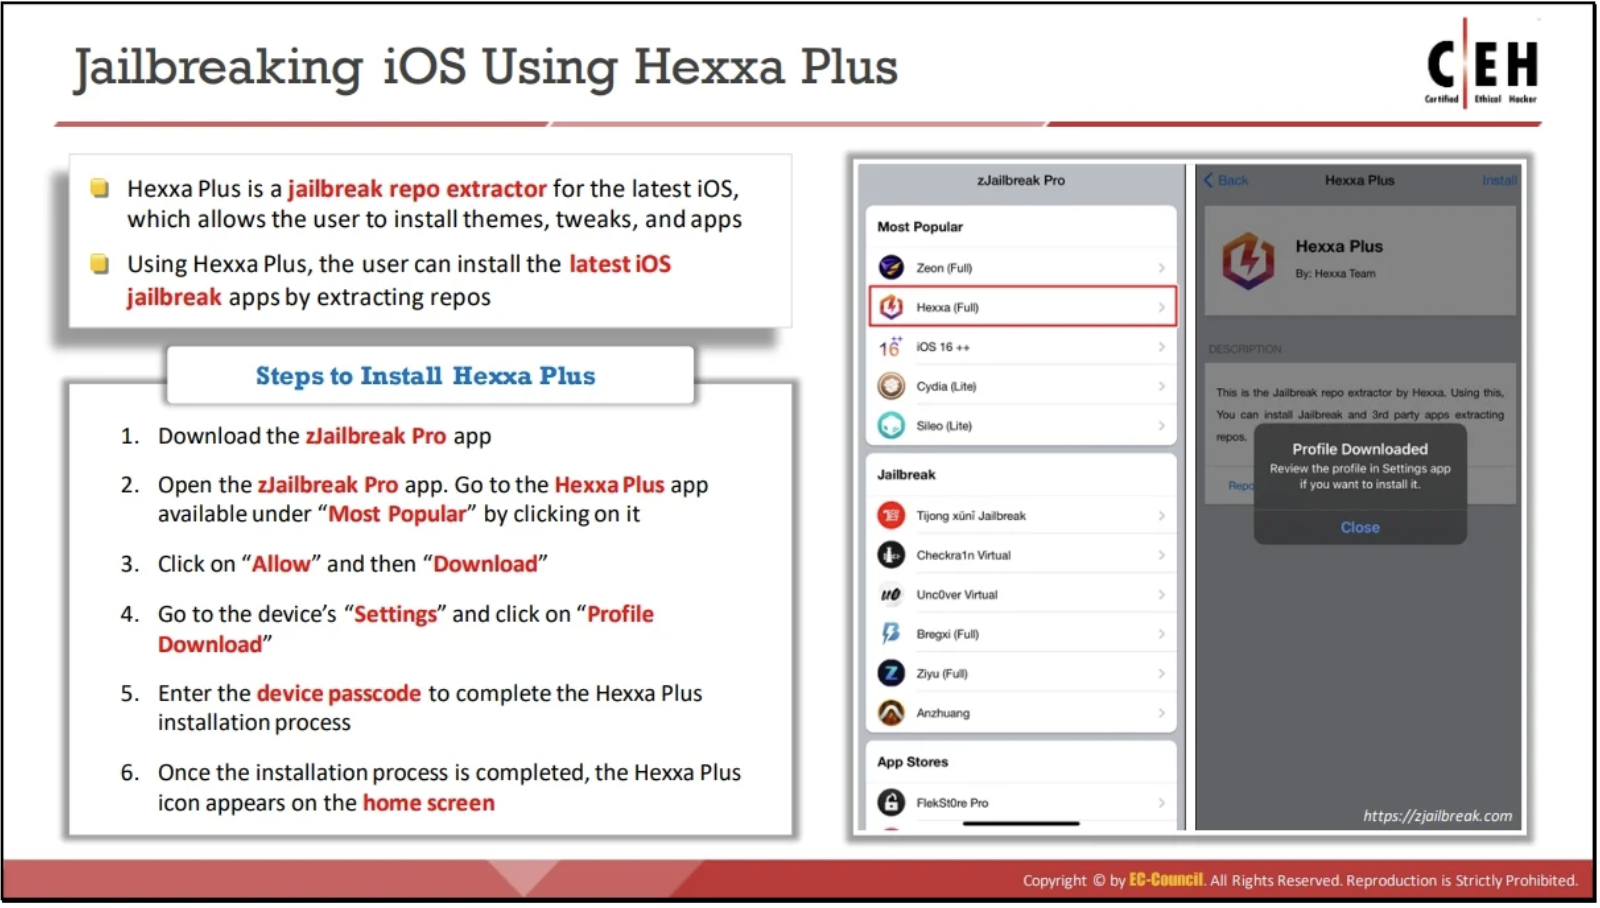 Jailbreaking iOS Using Hexxa Plus
C|EH
Certified Ethical Hacker
Hexxa Plus is a jailbreak repo extractor for the latest iOS,
which allows the user to install themes, tweaks, and apps
Using Hexxa Plus, the user can install the latest iOS
jailbreak apps by extracting repos
Steps to Install Hexxa Plus
1. Download the zJailbreak Pro app
2. Open the zJailbreak Pro app. Go to the Hexxa Plus app
available under “Most Popular” by clicking on it
3. Click on “Allow” and then “Download”
4. Go to the device’s “Settings” and click on “Profile
Download”
5. Enter the device passcode to complete the Hexxa Plus
installation process
6. Once the installation process is completed, the Hexxa Plus
icon appears on the home screen
zJailbreak Pro
Most Popular
Zeon (Full)
Hexxa (Full)
16++ iOS 16 ++
Cydia (Lite)
Sileo (Lite)
Jailbreak
Tijong xūnī Jailbreak
Checkra1n Virtual
u0 Unc0ver Virtual
Bregxi (Full)
Z Ziyu (Full)
Anzhuang
App Stores
FlekSt0re Pro
Back Hexxa Plus Install
Hexxa Plus
By: Hexxa Team
DESCRIPTION
This is the Jailbreak repo extractor by Hexxa. Using this,
You can install Jailbreak and 3rd party apps extracting
repos.
Repo
Profile Downloaded
Review the profile in Settings app
if you want to install it.
Close
https://zjailbreak.com
Copyright © by EC-Council. All Rights Reserved. Reproduction is Strictly Prohibited.